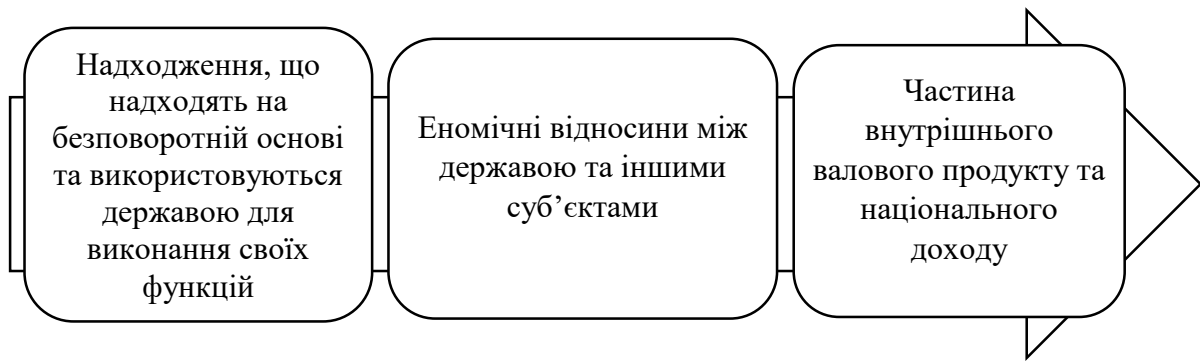 Надходження, що
надходять на
безповоротній основі
та використовуються
державою для
виконання своїх
функцій
Еномічні відносини між
державою та іншими
суб’єктами
Частина
внутрішнього
валового продукту та
національного
доходу